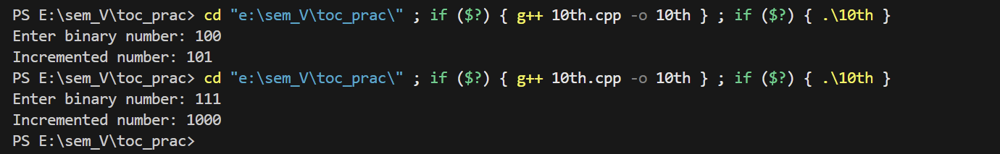 PS E:\sem_V\toc_prac> cd "e:\sem_V\toc_prac\" ; if ($?) { g++ 10th.cpp -o 10th } ; if ($?) { .\10th }
Enter binary number: 100
Incremented number: 101
PS E:\sem_V\toc_prac> cd "e:\sem_V\toc_prac\" ; if ($?) { g++ 10th.cpp -o 10th } ; if ($?) { .\10th }
Enter binary number: 111
Incremented number: 1000
PS E:\sem_V\toc_prac>